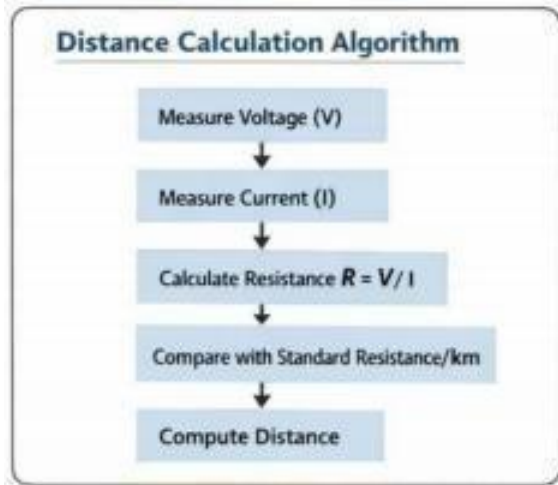 Distance Calculation Algorithm
Measure Voltage (V)
Measure Current (I)
Calculate Resistance R = V/ I
Compare with Standard Resistance/km
Compute Distance